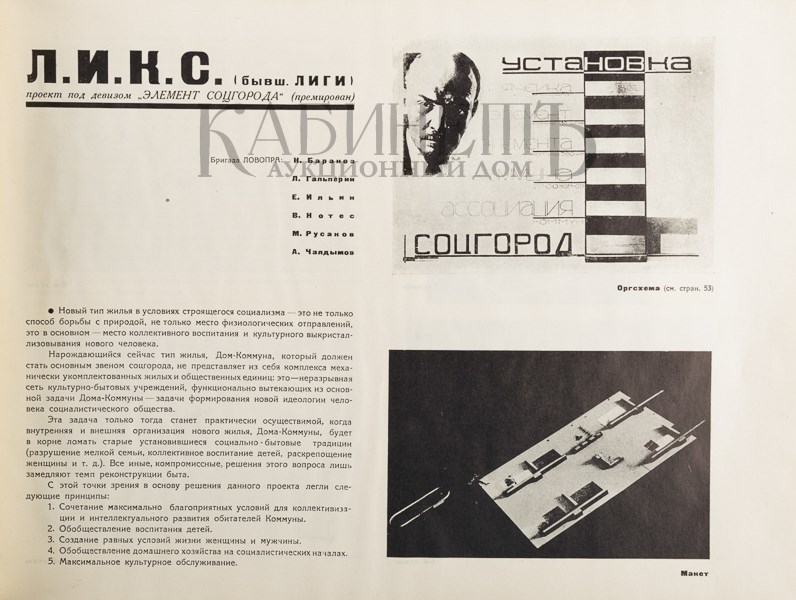 Л.И.К.С. (бывш. ЛИГИ)
проект под девизом „ЭЛЕМЕНТ СОЦГОРОДА“ (премирован)
КАБИНЕТЪ
АУКЦИОННЫЙ ДОМ
Бригада ЛОВОПРА: Н. Баранов
Л. Гальперин
Е. Ильин
В. Нотес
М. Русаков
А. Чалдымов
УСТАНОВКА
АССОЦИАЦИЯ
СОЦГОРОД
Оргсхема (см. стран. 53)
● Новый тип жилья в условиях строящегося социализма — это не только
способ борьбы с природой, не только место физиологических отправлений,
это в основном — место коллективного воспитания и культурного выкристал-
лизовывания нового человека.
Нарождающийся сейчас тип жилья, Дом-Коммуна, который должен
стать основным звеном соцгорода, не представляет из себя комплекса меха-
нически укомплектованных жилых и общественных единиц: это—неразрывная
сеть культурно-бытовых учреждений, функционально вытекающих из основ-
ной задачи Дома-Коммуны — задачи формирования новой идеологии чело-
века социалистического общества.
Эта задача только тогда станет практически осуществимой, когда
внутренняя и внешняя организация нового жилья, Дома-Коммуны, будет
в корне ломать старые установившиеся социально-бытовые традиции
(разрушение мелкой семьи, коллективное воспитание детей, раскрепощение
женщины и т. д.). Все иные, компромиссные, решения этого вопроса лишь
замедляют темп реконструкции быта.
С этой точки зрения в основу решения данного проекта легли сле-
дующие принципы:
1. Сочетание максимально благоприятных условий для коллективиза-
ции и интеллектуального развития обитателей Коммуны.
2. Обобществление воспитания детей.
3. Создание равных условий жизни женщины и мужчины.
4. Обобществление домашнего хозяйства на социалистических началах.
5. Максимальное культурное обслуживание.
Макет